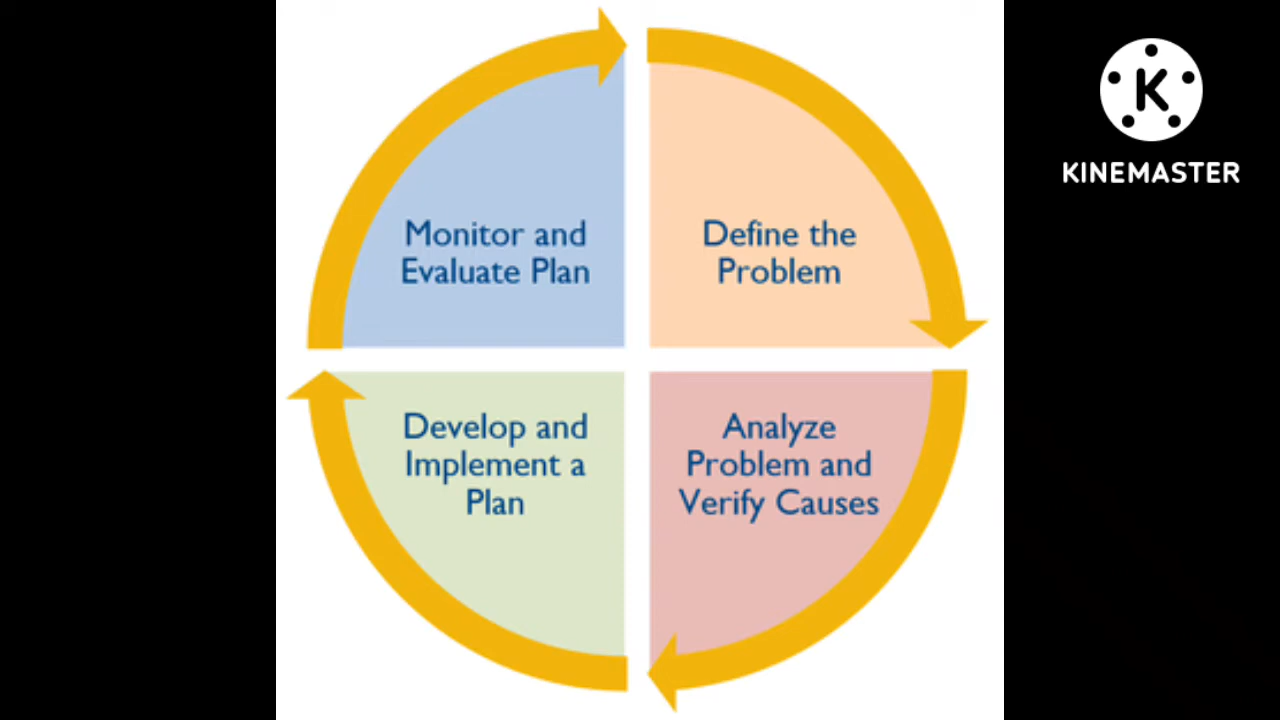 Monitor and
Evaluate Plan
Define the
Problem
Develop and
Implement a
Plan
Analyze
Problem and
Verify Causes
K
KINEMASTER